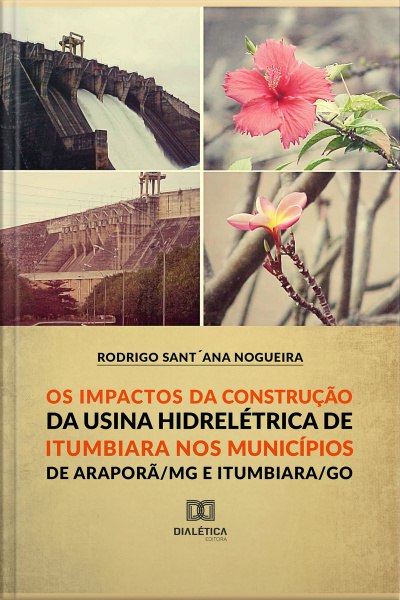 RODRIGO SANT´ANA NOGUEIRA
OS IMPACTOS DA CONSTRUÇÃO
DA USINA HIDRELÉTRICA DE
ITUMBIARA NOS MUNICÍPIOS
DE ARAPORÃ/MG E ITUMBIARA/GO
DIALÉTICA
EDITORA